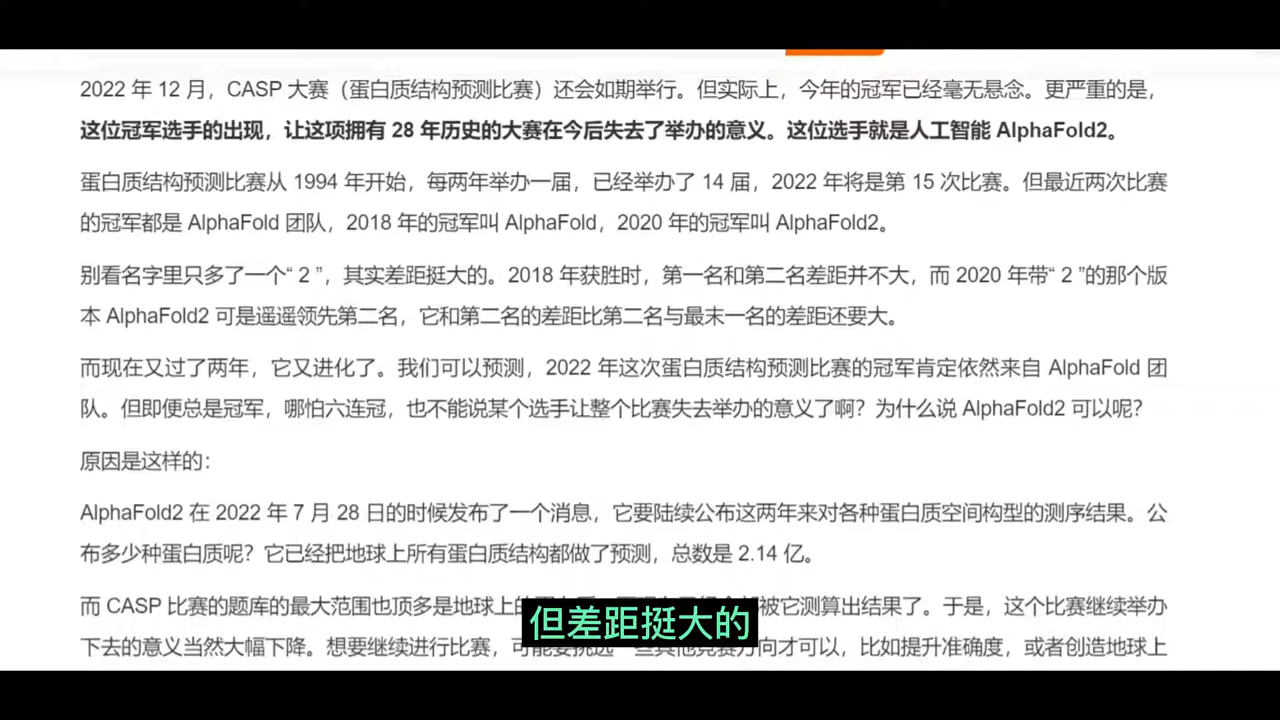 2022 年 12 月，CASP 大赛（蛋白质结构预测比赛）还会如期举行。但实际上，今年的冠军已经毫无悬念。更严重的是，
这位冠军选手的出现，让这项拥有 28 年历史的大赛在今后失去了举办的意义。这位选手就是人工智能 AlphaFold2。
蛋白质结构预测比赛从 1994 年开始，每两年举办一届，已经举办了 14 届，2022 年将是第 15 次比赛。但最近两次比赛
的冠军都是 AlphaFold 团队，2018 年的冠军叫 AlphaFold，2020 年的冠军叫 AlphaFold2。
别看名字里只多了一个“ 2 ”，其实差距挺大的。2018 年获胜时，第一名和第二名差距并不大，而 2020 年带“ 2 ”的那个版
本 AlphaFold2 可是遥遥领先第二名，它和第二名的差距比第二名与最末一名的差距还要大。
而现在又过了两年，它又进化了。我们可以预测，2022 年这次蛋白质结构预测比赛的冠军肯定依然来自 AlphaFold 团
队。但即便总是冠军，哪怕六连冠，也不能说某个选手让整个比赛失去举办的意义了啊？为什么说 AlphaFold2 可以呢？
原因是这样的：
AlphaFold2 在 2022 年 7 月 28 日的时候发布了一个消息，它要陆续公布这两年来对各种蛋白质空间构型的测序结果。公
布多少种蛋白质呢？它已经把地球上所有蛋白质结构都做了预测，总数是 2.14 亿。
而 CASP 比赛的题库的最大范围也顶多是地球上的 被它测算出结果了。于是，这个比赛继续举办
下去的意义当然大幅下降。想要继续进行比赛， 才可以，比如提升准确度，或者创造地球上
但差距挺大的